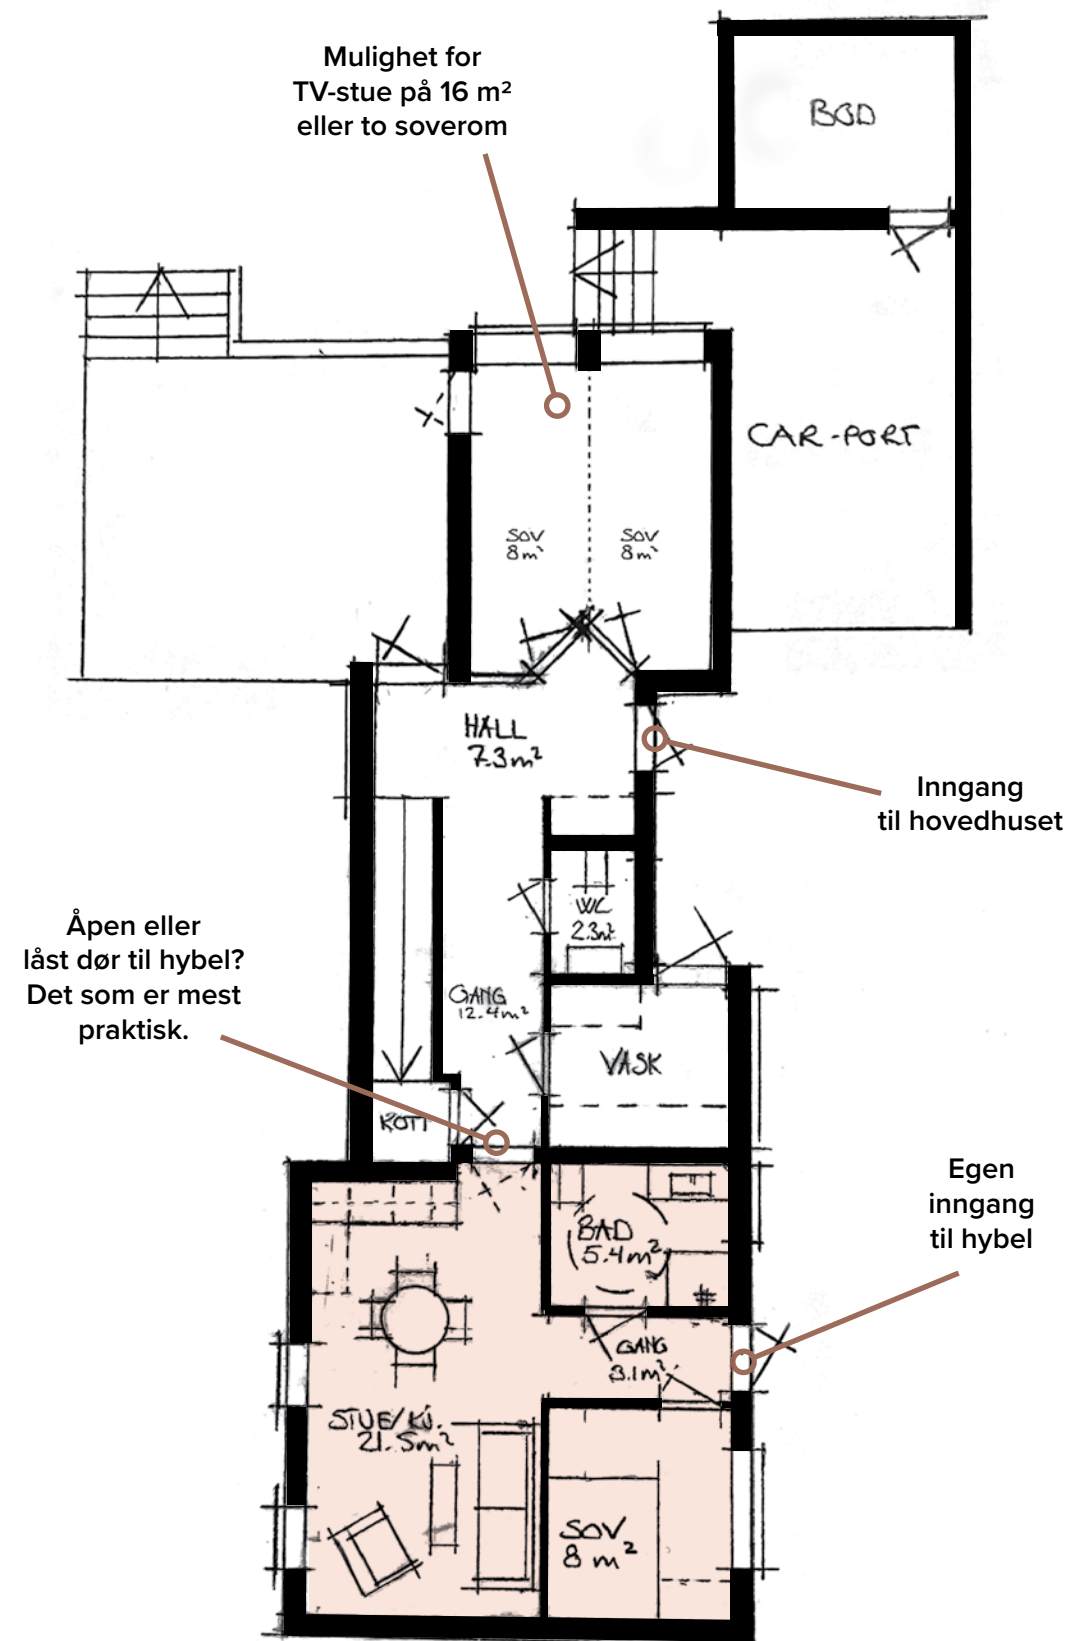 Mulighet for
TV-stue på 16 m²
eller to soverom
BOD
CAR-PORT
SOV
8m²
SOV
8m²
HALL
7.3m²
Inngang
til hovedhuset
WC
2.3m²
Åpen eller
låst dør til hybel?
Det som er mest
praktisk.
GANG
12.4m²
VASK
KOTT
Egen
inngang
til hybel
BAD
5.4m²
GANG
3.1m²
STUE/KJ.
21.5m²
SOV
8 m²